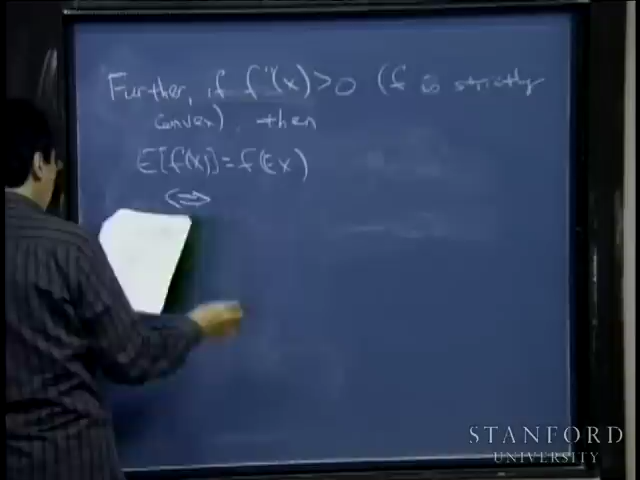 Further, if f''(x)>0 (f is strictly
convex), then
E[f(x)]=f(EX)
⇔
STANFORD
UNIVERSITY